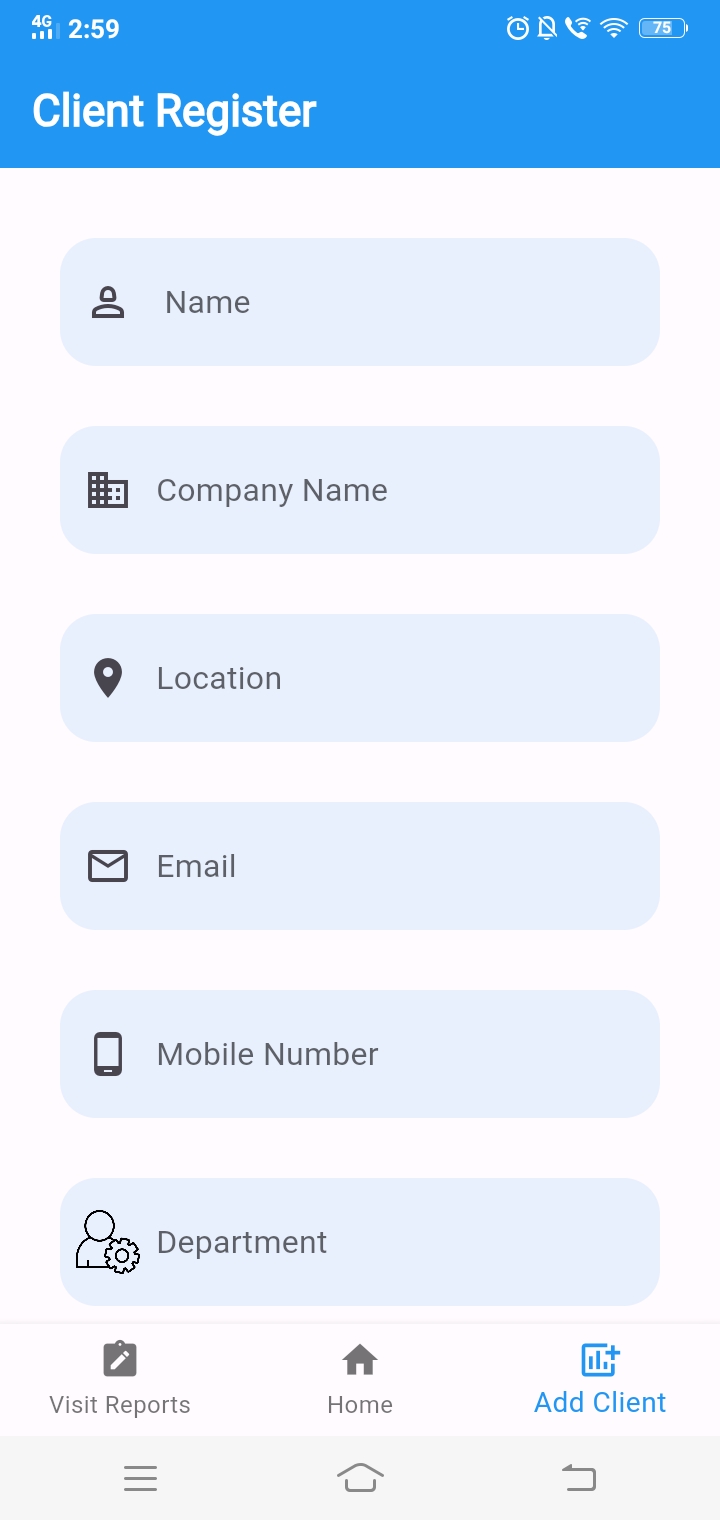 4G 2:59 75
Client Register
Name
Company Name
Location
Email
Mobile Number
Department
Visit Reports Home Add Client